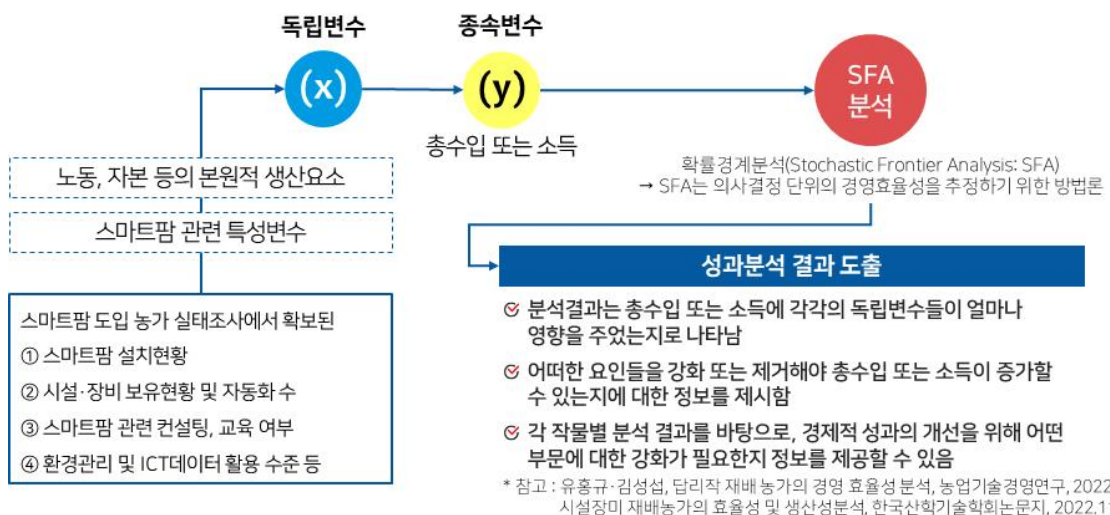 독립변수
종속변수
(x)
(y)
SFA
분석
총수입 또는 소득
노동, 자본 등의 본원적 생산요소
스마트팜 관련 특성변수
확률경계분석(Stochastic Frontier Analysis: SFA)
→ SFA는 의사결정 단위의 경영효율성을 추정하기 위한 방법론
스마트팜 도입 농가 실태조사에서 확보된
① 스마트팜 설치현황
② 시설·장비 보유현황 및 자동화 수
③ 스마트팜 관련 컨설팅, 교육 여부
④ 환경관리 및 ICT데이터 활용 수준 등
성과분석 결과 도출
분석결과는 총수입 또는 소득에 각각의 독립변수들이 얼마나
영향을 주었는지로 나타남
어떠한 요인들을 강화 또는 제거해야 총수입 또는 소득이 증가할
수 있는지에 대한 정보를 제시함
각 작물별 분석 결과를 바탕으로, 경제적 성과의 개선을 위해 어떤
부문에 대한 강화가 필요한지 정보를 제공할 수 있음
* 참고 : 유홍규·김성섭, 답리작 재배 농가의 경영 효율성 분석, 농업기술경영연구, 2022
시설장미 재배농가의 효율성 및 생산성분석, 한국산학기술학회논문지, 2022.1